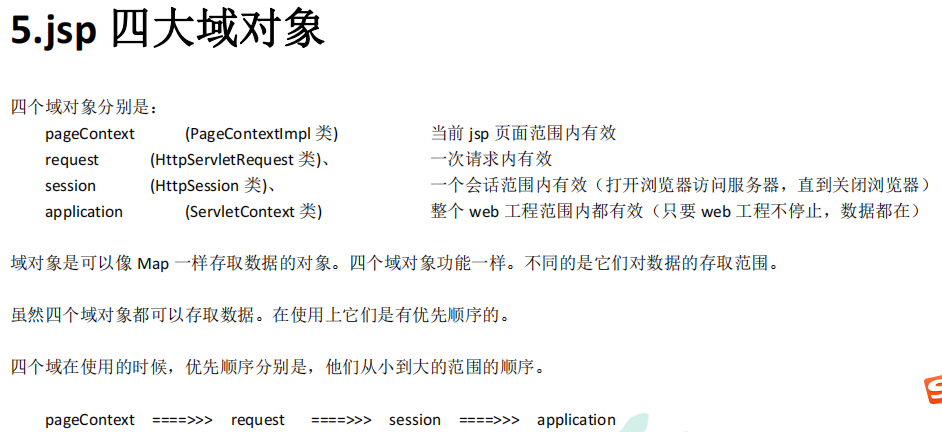 5.jsp 四大域对象
四个域对象分别是：
pageContext (PageContextImpl 类) 当前 jsp 页面范围内有效
request (HttpServletRequest 类)、 一次请求内有效
session (HttpSession 类)、 一个会话范围内有效（打开浏览器访问服务器，直到关闭浏览器）
application (ServletContext 类) 整个 web 工程范围内都有效（只要 web 工程不停止，数据都在）
域对象是可以像 Map 一样存取数据的对象。四个域对象功能一样。不同的是它们对数据的存取范围。
虽然四个域对象都可以存取数据。在使用上它们是有优先顺序的。
四个域在使用的时候，优先顺序分别是，他们从小到大的范围的顺序。
pageContext ====>>> request ====>>> session ====>>> application